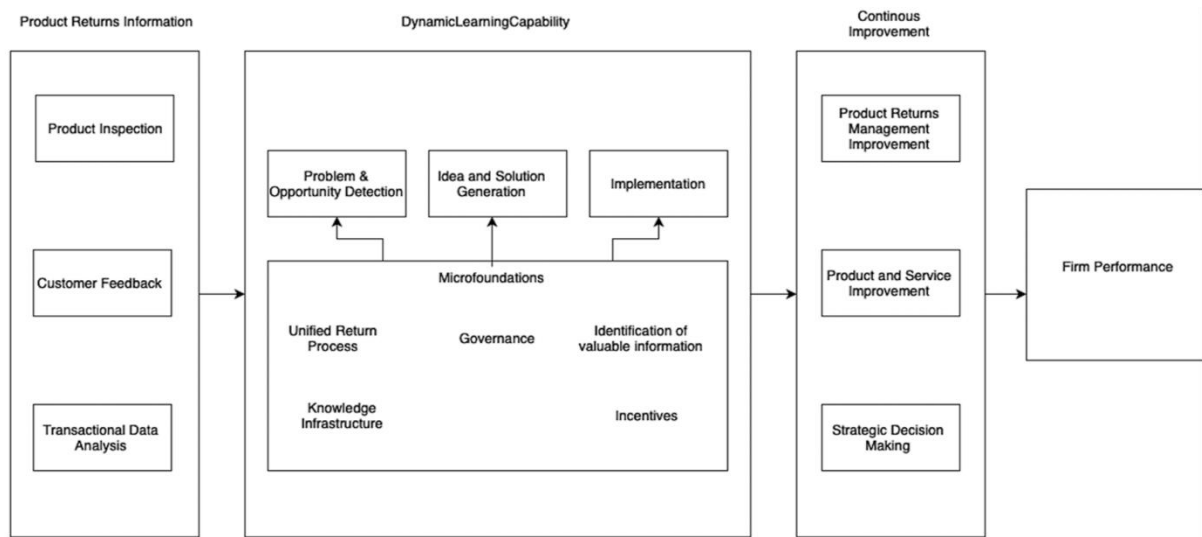 Product Returns Information
DynamicLearningCapability
Continous
Improvement
Product Inspection
Customer Feedback
Transactional Data
Analysis
Problem &
Opportunity Detection
Idea and Solution
Generation
Implementation
Microfoundations
Unified Return
Process
Governance
Identification of
valuable information
Knowledge
Infrastructure
Incentives
Product Returns
Management
Improvement
Product and Service
Improvement
Strategic Decision
Making
Firm Performance